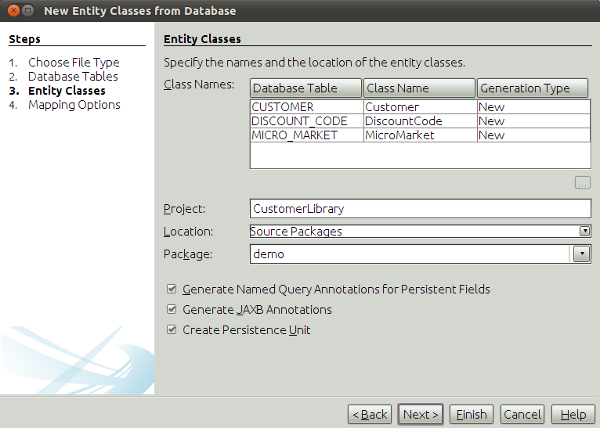 New Entity Classes from Database
Steps
1. Choose File Type
2. Database Tables
3. Entity Classes
4. Mapping Options
Entity Classes
Specify the names and the location of the entity classes.
Class Names:
Database Table Class Name Generation Type
CUSTOMER Customer New
DISCOUNT_CODE DiscountCode New
MICRO_MARKET MicroMarket New
...
Project: CustomerLibrary
Location: Source Packages
Package: demo
Generate Named Query Annotations for Persistent Fields
Generate JAXB Annotations
Create Persistence Unit
< Back Next > Finish Cancel Help